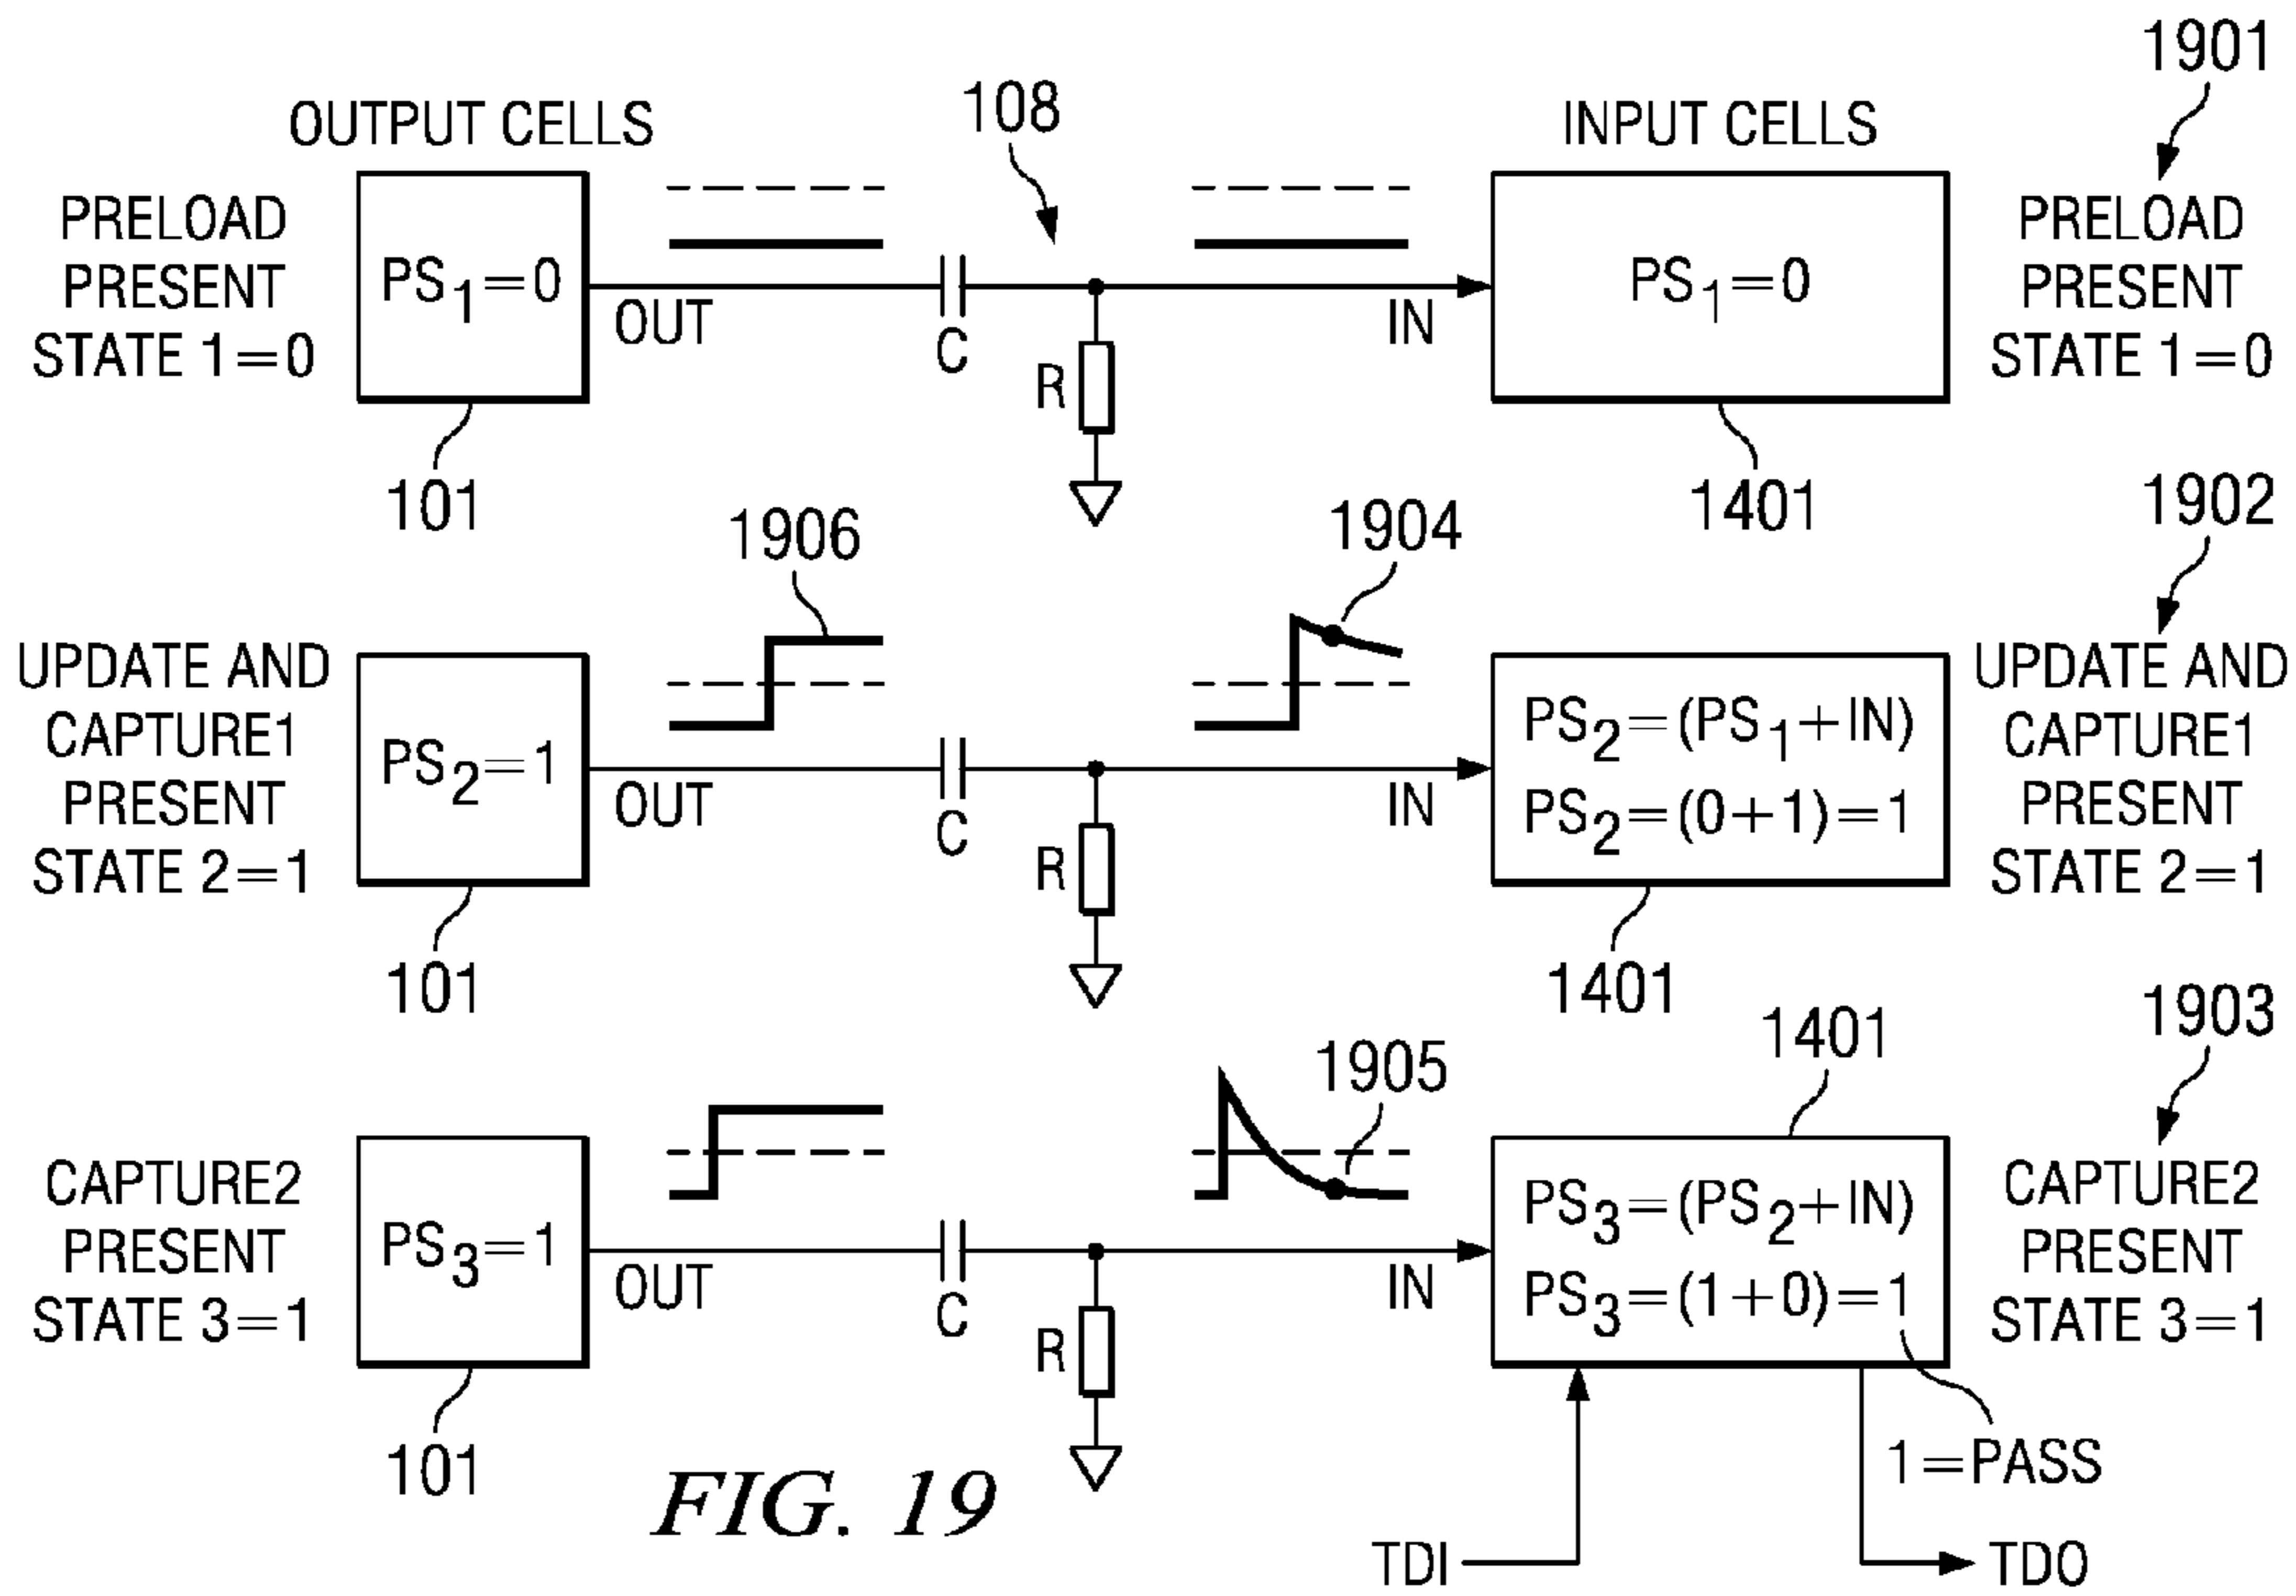 1901
OUTPUT CELLS
108
INPUT CELLS
PRELOAD
PRESENT
STATE 1=0
PS1=0
OUT
C
R
IN
PS1=0
PRELOAD
PRESENT
STATE 1=0
101
1401
1902
1906
1904
UPDATE AND
CAPTURE1
PRESENT
STATE 2=1
PS2=1
OUT
C
R
IN
PS2=(PS1+IN)
PS2=(0+1)=1
UPDATE AND
CAPTURE1
PRESENT
STATE 2=1
101
1401
1903
1905
1401
CAPTURE2
PRESENT
STATE 3=1
PS3=1
OUT
C
R
IN
PS3=(PS2+IN)
PS3=(1+0)=1
CAPTURE2
PRESENT
STATE 3=1
101
1=PASS
FIG. 19
TDI
TDO